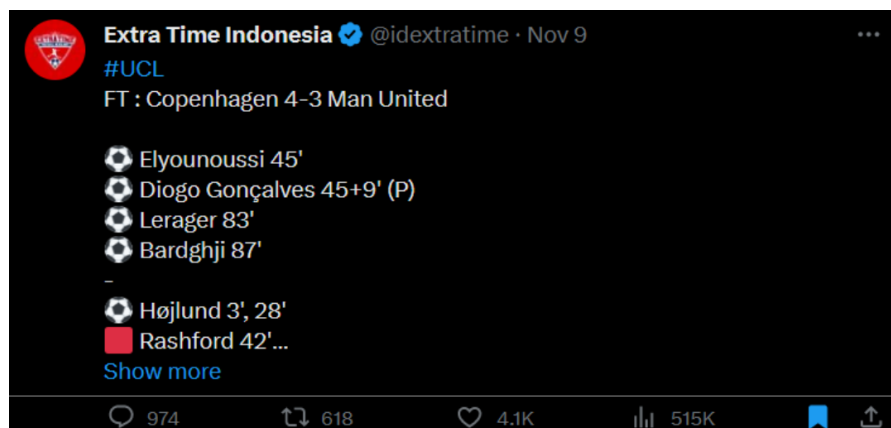 Extra Time Indonesia @idextratime · Nov 9
#UCL
FT : Copenhagen 4-3 Man United
⚽ Elyounoussi 45'
⚽ Diogo Gonçalves 45+9' (P)
⚽ Lerager 83'
⚽ Bardghji 87'
-
⚽ Højlund 3', 28'
🟥 Rashford 42'...
Show more
974 618 4.1K 515K